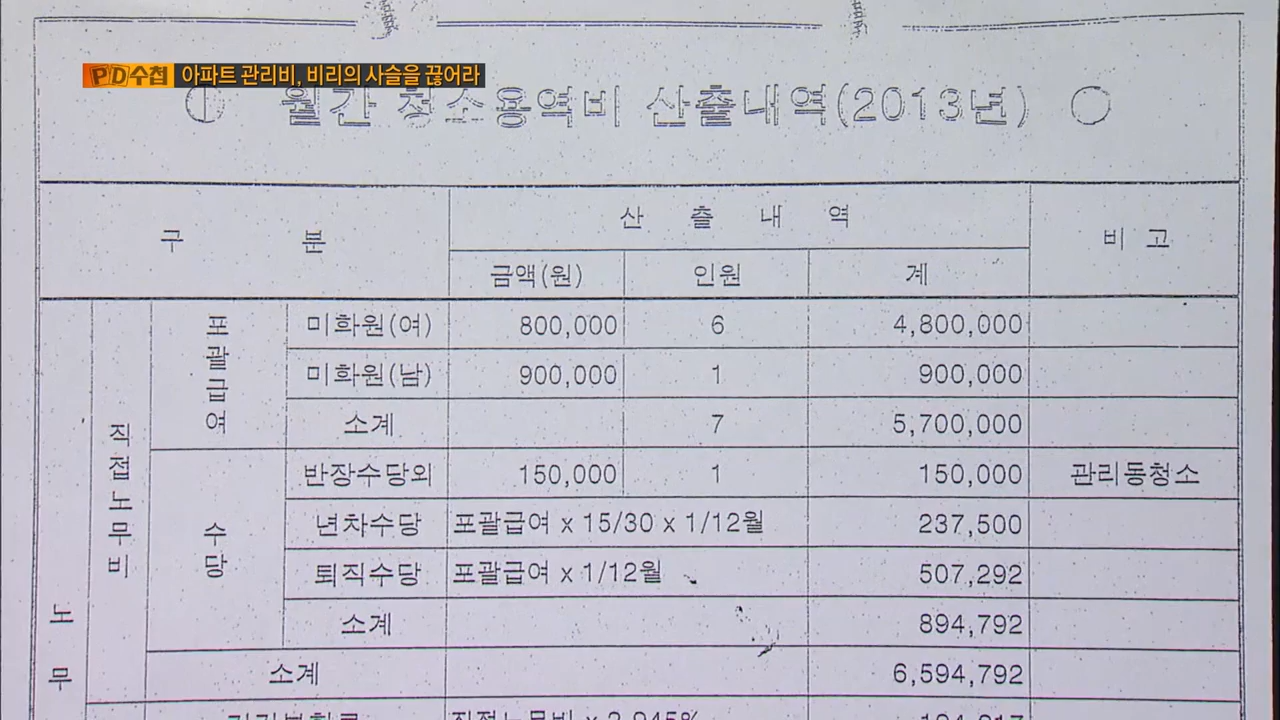 PD수첩 아파트 관리비, 비리의 사슬을 끊어라
월간 청소용역비 산출내역(2013년)
구 분 산 출 내 역 비 고
금액(원) 인원 계
노 무
직접노무비
포괄급여
미화원(여) 800,000 6 4,800,000
미화원(남) 900,000 1 900,000
소계 7 5,700,000
수당
반장수당외 150,000 1 150,000 관리동청소
년차수당 포괄급여 x 15/30 x 1/12월 237,500
퇴직수당 포괄급여 x 1/12월 507,292
소계 894,792
소계 6,594,792
직접노무비 x 2.945%